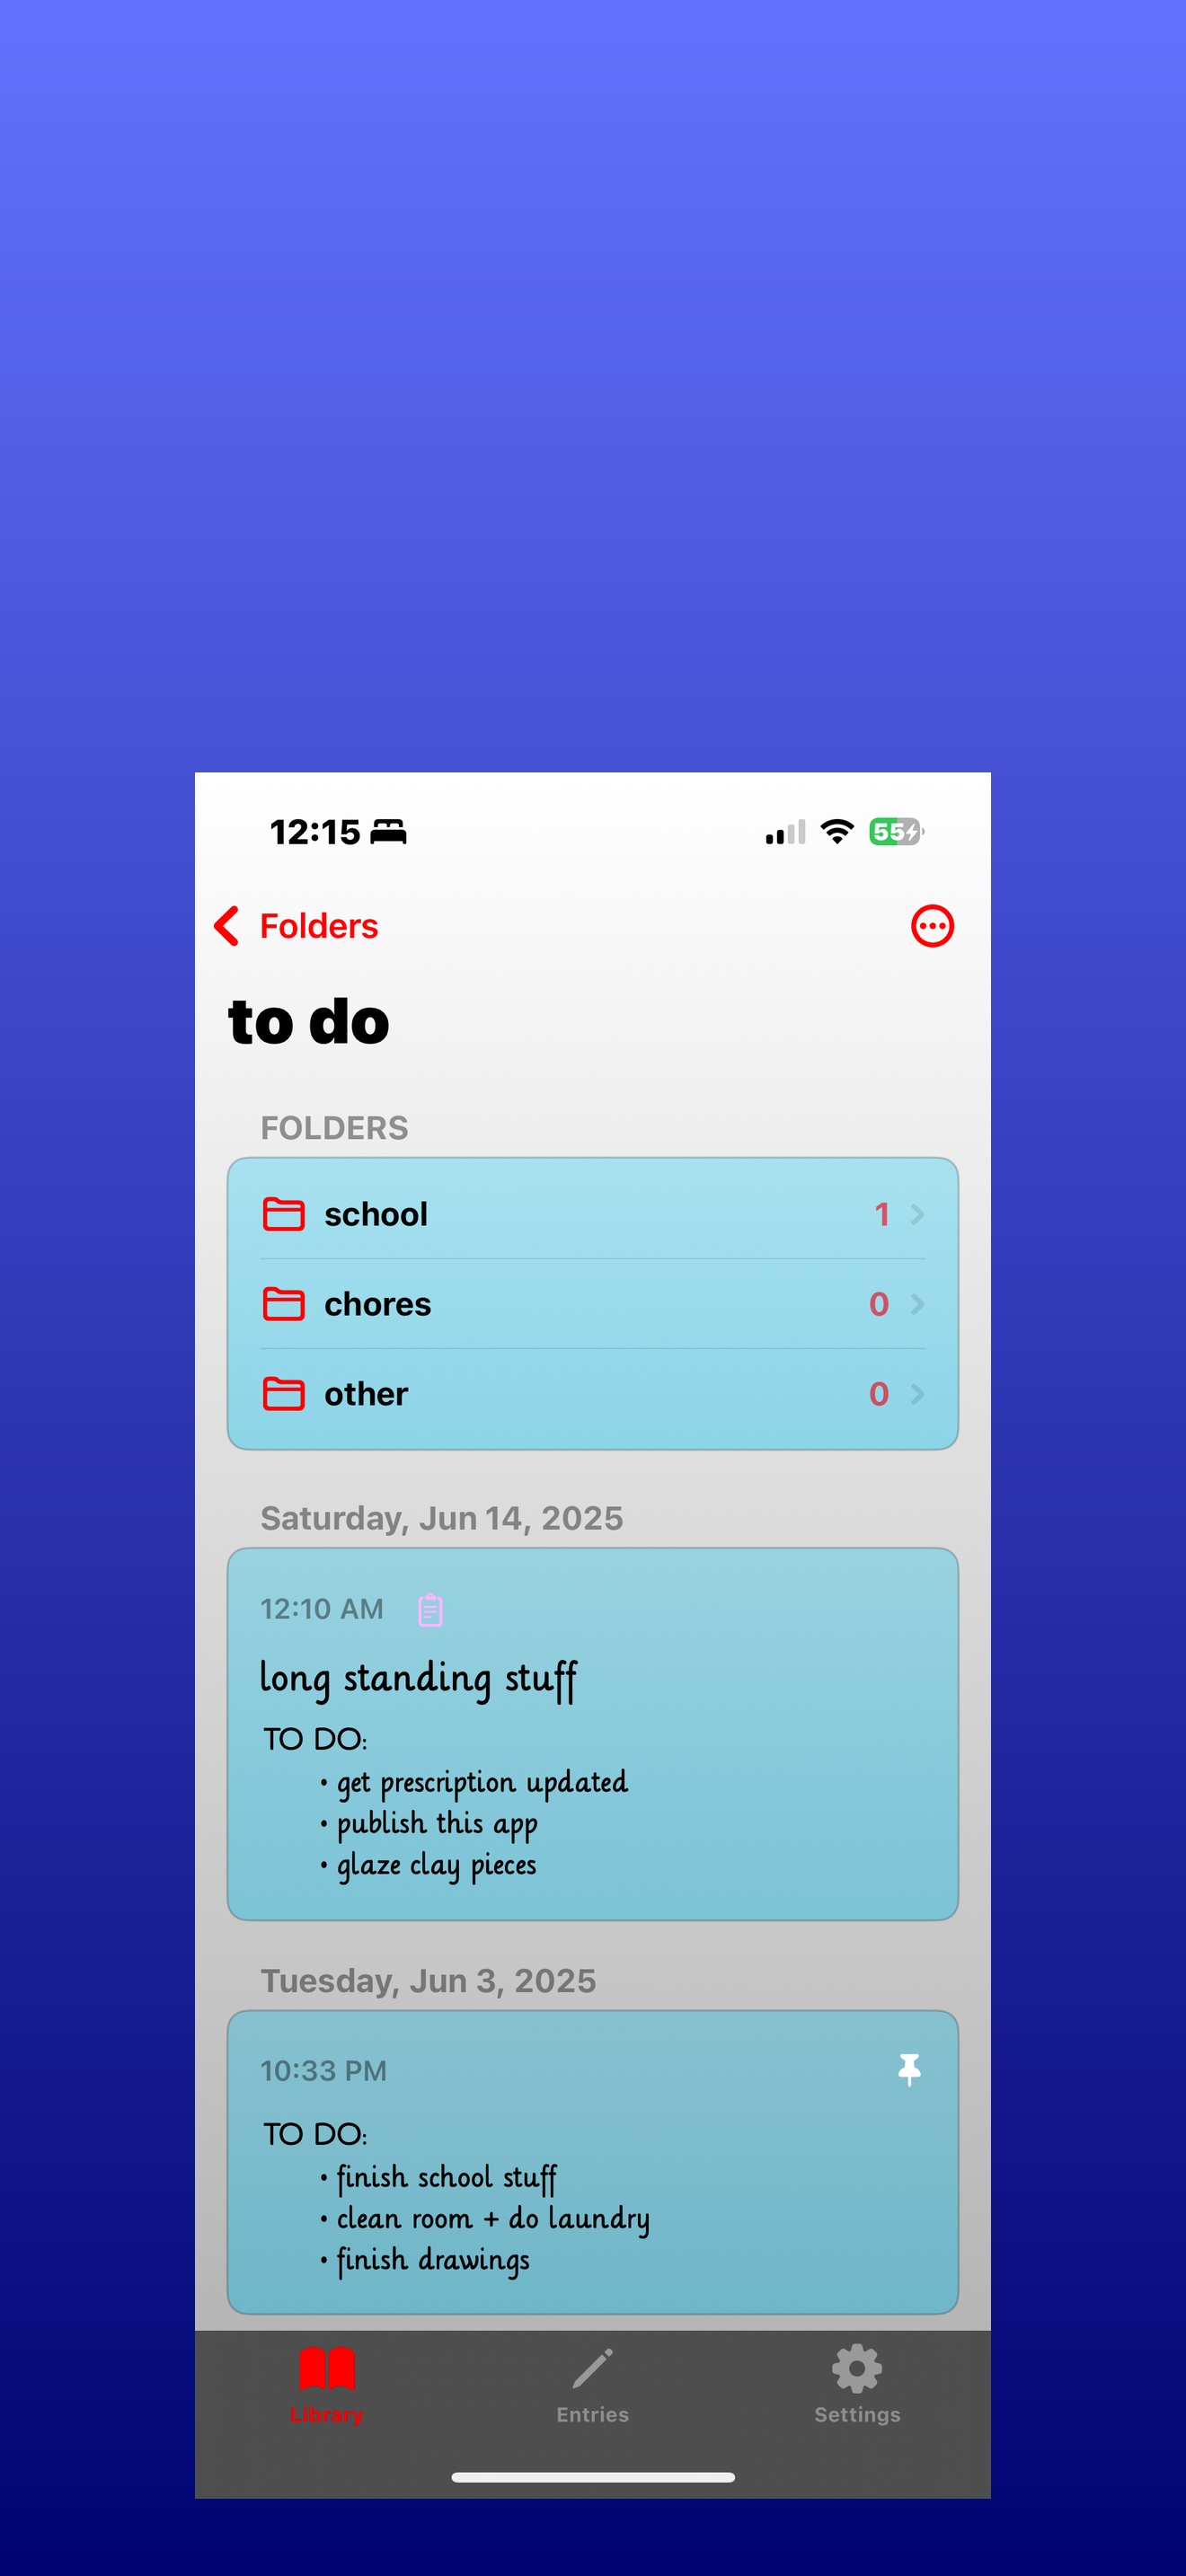 12:15
55
Folders
to do
FOLDERS
school 1
chores 0
other 0
Saturday, Jun 14, 2025
12:10 AM
long standing stuff
TO DO:
• get prescription updated
• publish this app
• glaze clay pieces
Tuesday, Jun 3, 2025
10:33 PM
TO DO:
• finish school stuff
• clean room + do laundry
• finish drawings
Library Entries Settings